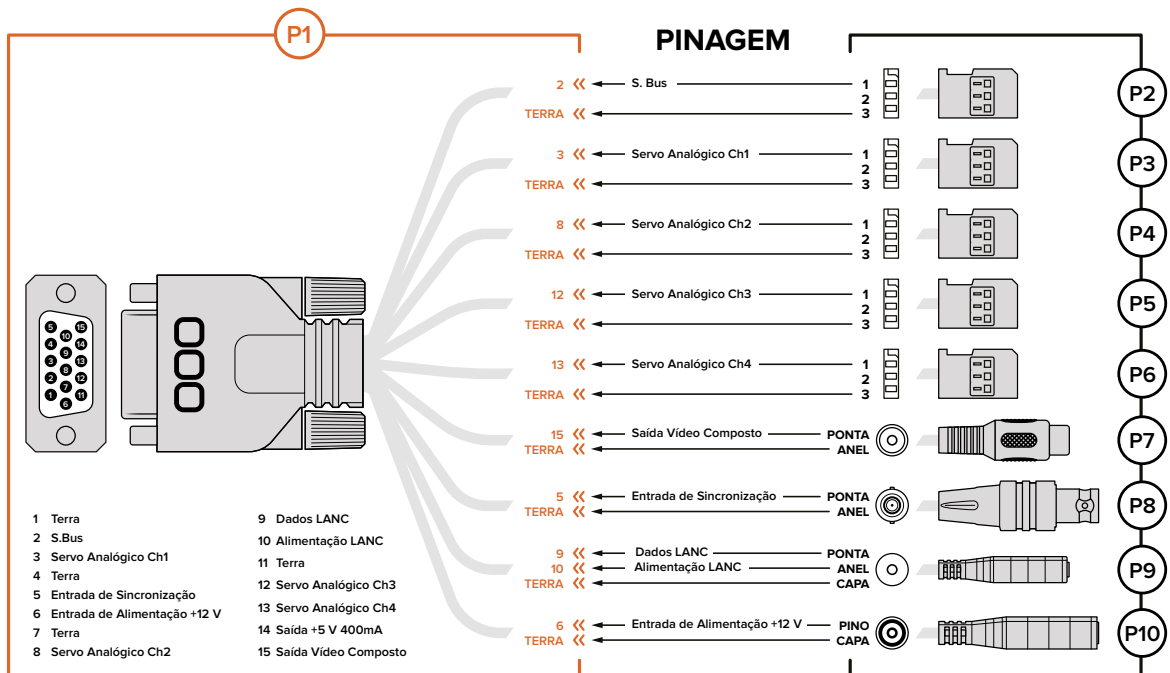 P1
PINAGEM
2 « S. Bus 1
2
TERRA « 3
P2
3 « Servo Analógico Ch1 1
2
TERRA « 3
P3
8 « Servo Analógico Ch2 1
2
TERRA « 3
P4
12 « Servo Analógico Ch3 1
2
TERRA « 3
P5
13 « Servo Analógico Ch4 1
2
TERRA « 3
P6
15 « Saída Vídeo Composto PONTA
TERRA « ANEL
P7
5 « Entrada de Sincronização PONTA
TERRA « ANEL
P8
9 « Dados LANC PONTA
10 « Alimentação LANC ANEL
TERRA « CAPA
P9
6 « Entrada de Alimentação +12 V PINO
TERRA « CAPA
P10
5 15
10
4 14
9
3 13
8
2 12
7
1 11
6
1 Terra
2 S.Bus
3 Servo Analógico Ch1
4 Terra
5 Entrada de Sincronização
6 Entrada de Alimentação +12 V
7 Terra
8 Servo Analógico Ch2
9 Dados LANC
10 Alimentação LANC
11 Terra
12 Servo Analógico Ch3
13 Servo Analógico Ch4
14 Saída +5 V 400mA
15 Saída Vídeo Composto